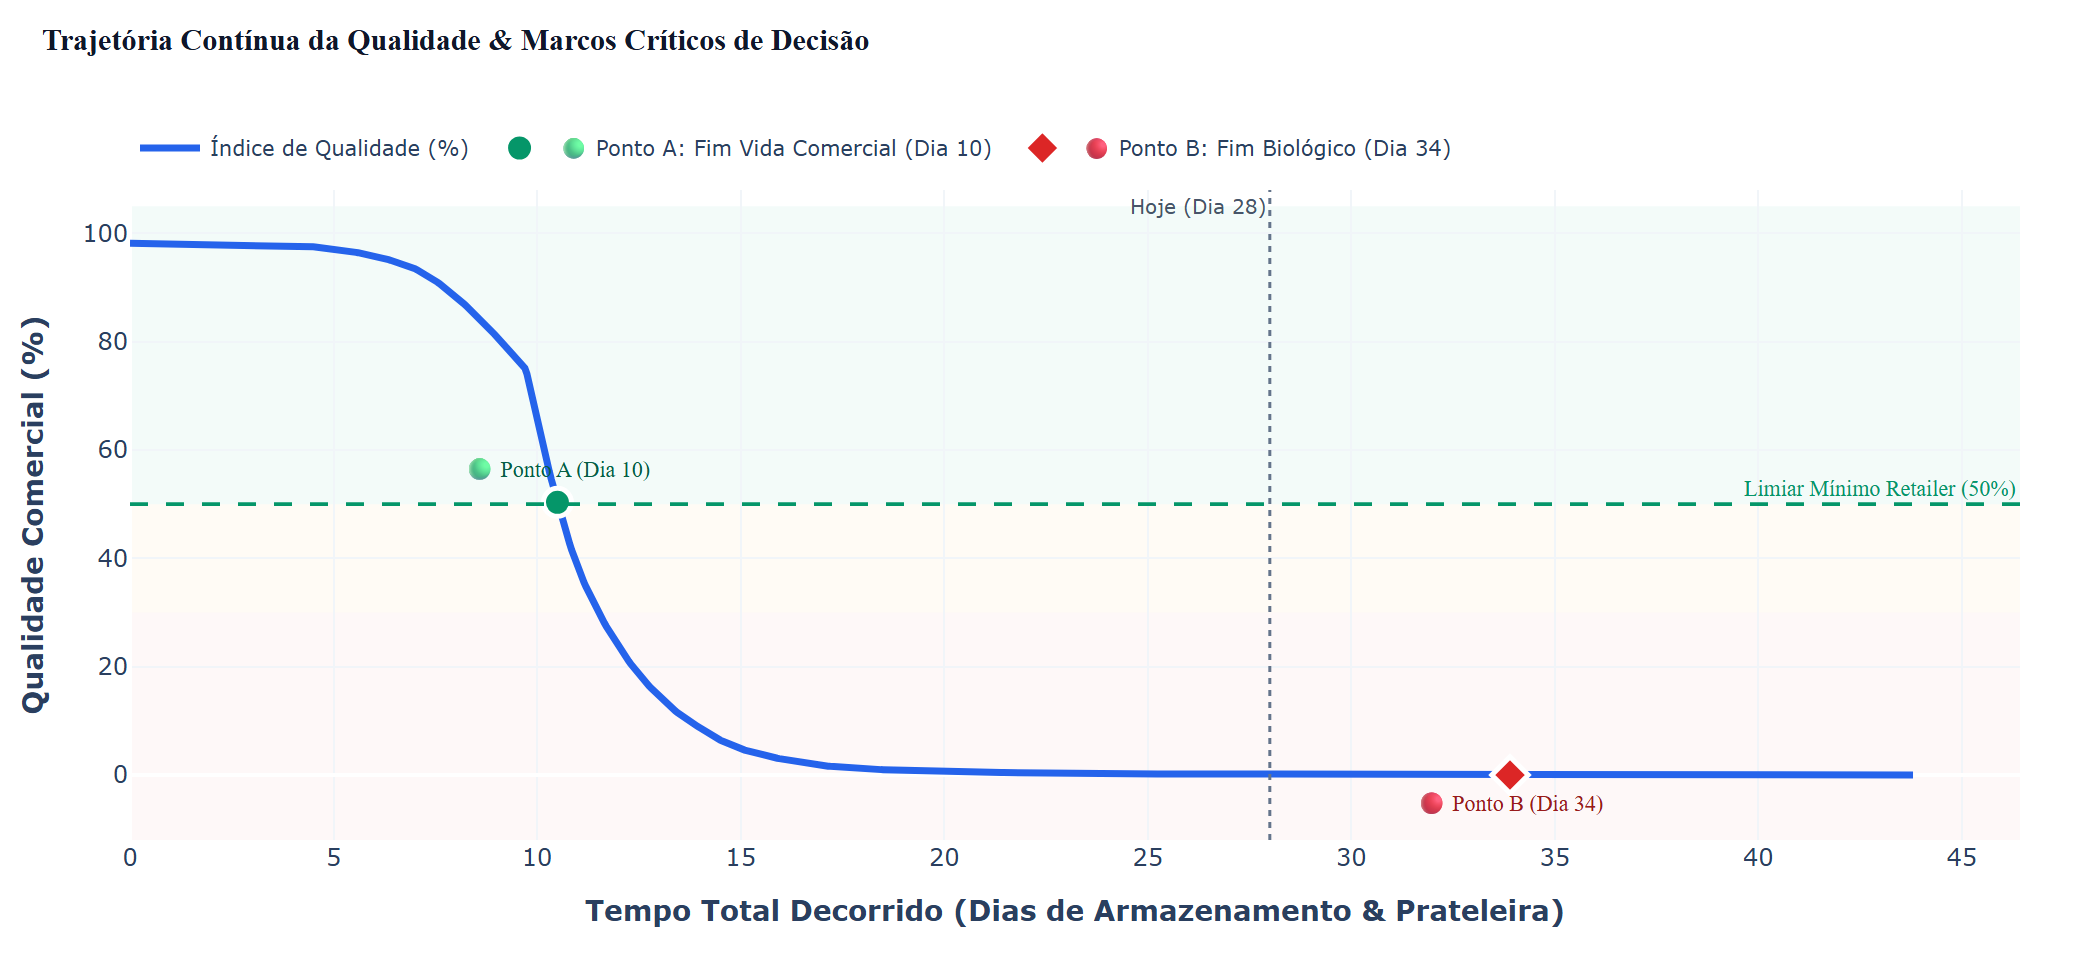 Trajetória Contínua da Qualidade & Marcos Críticos de Decisão
Índice de Qualidade (%)
Ponto A: Fim Vida Comercial (Dia 10)
Ponto B: Fim Biológico (Dia 34)
Hoje (Dia 28)
100
80
60
40
20
0
Qualidade Comercial (%)
Ponto A (Dia 10)
Limiar Mínimo Retailer (50%)
Ponto B (Dia 34)
0 5 10 15 20 25 30 35 40 45
Tempo Total Decorrido (Dias de Armazenamento & Prateleira)